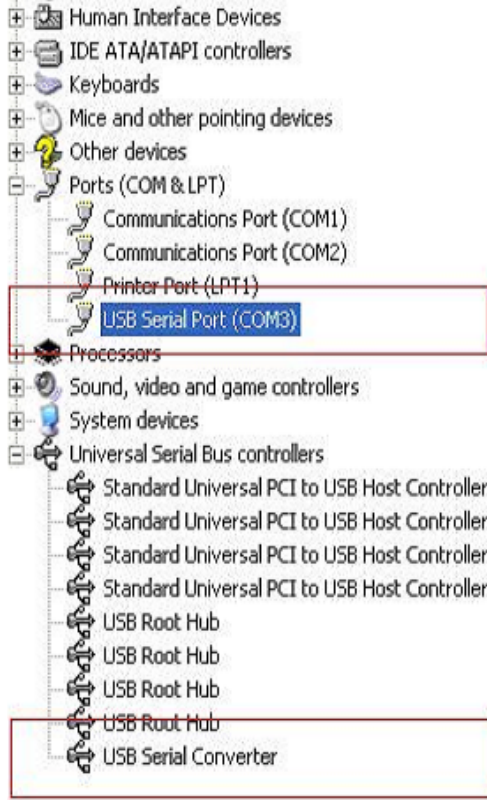 Human Interface Devices
IDE ATA/ATAPI controllers
Keyboards
Mice and other pointing devices
Other devices
Ports (COM & LPT)
Communications Port (COM1)
Communications Port (COM2)
Printer Port (LPT1)
USB Serial Port (COM3)
Processors
Sound, video and game controllers
System devices
Universal Serial Bus controllers
Standard Universal PCI to USB Host Controller
Standard Universal PCI to USB Host Controller
Standard Universal PCI to USB Host Controller
Standard Universal PCI to USB Host Controller
USB Root Hub
USB Root Hub
USB Root Hub
USB Root Hub
USB Serial Converter